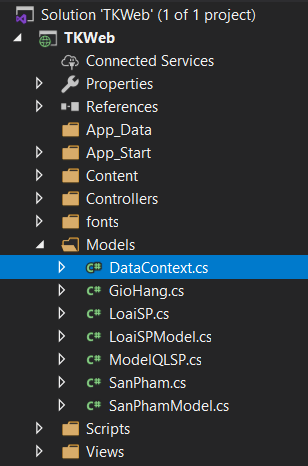 Solution 'TKWeb' (1 of 1 project)
TKWeb
Connected Services
Properties
References
App_Data
App_Start
Content
Controllers
fonts
Models
C# DataContext.cs
C# GioHang.cs
C# LoaiSP.cs
C# LoaiSPModel.cs
C# ModelQLSP.cs
C# SanPham.cs
C# SanPhamModel.cs
Scripts
Views